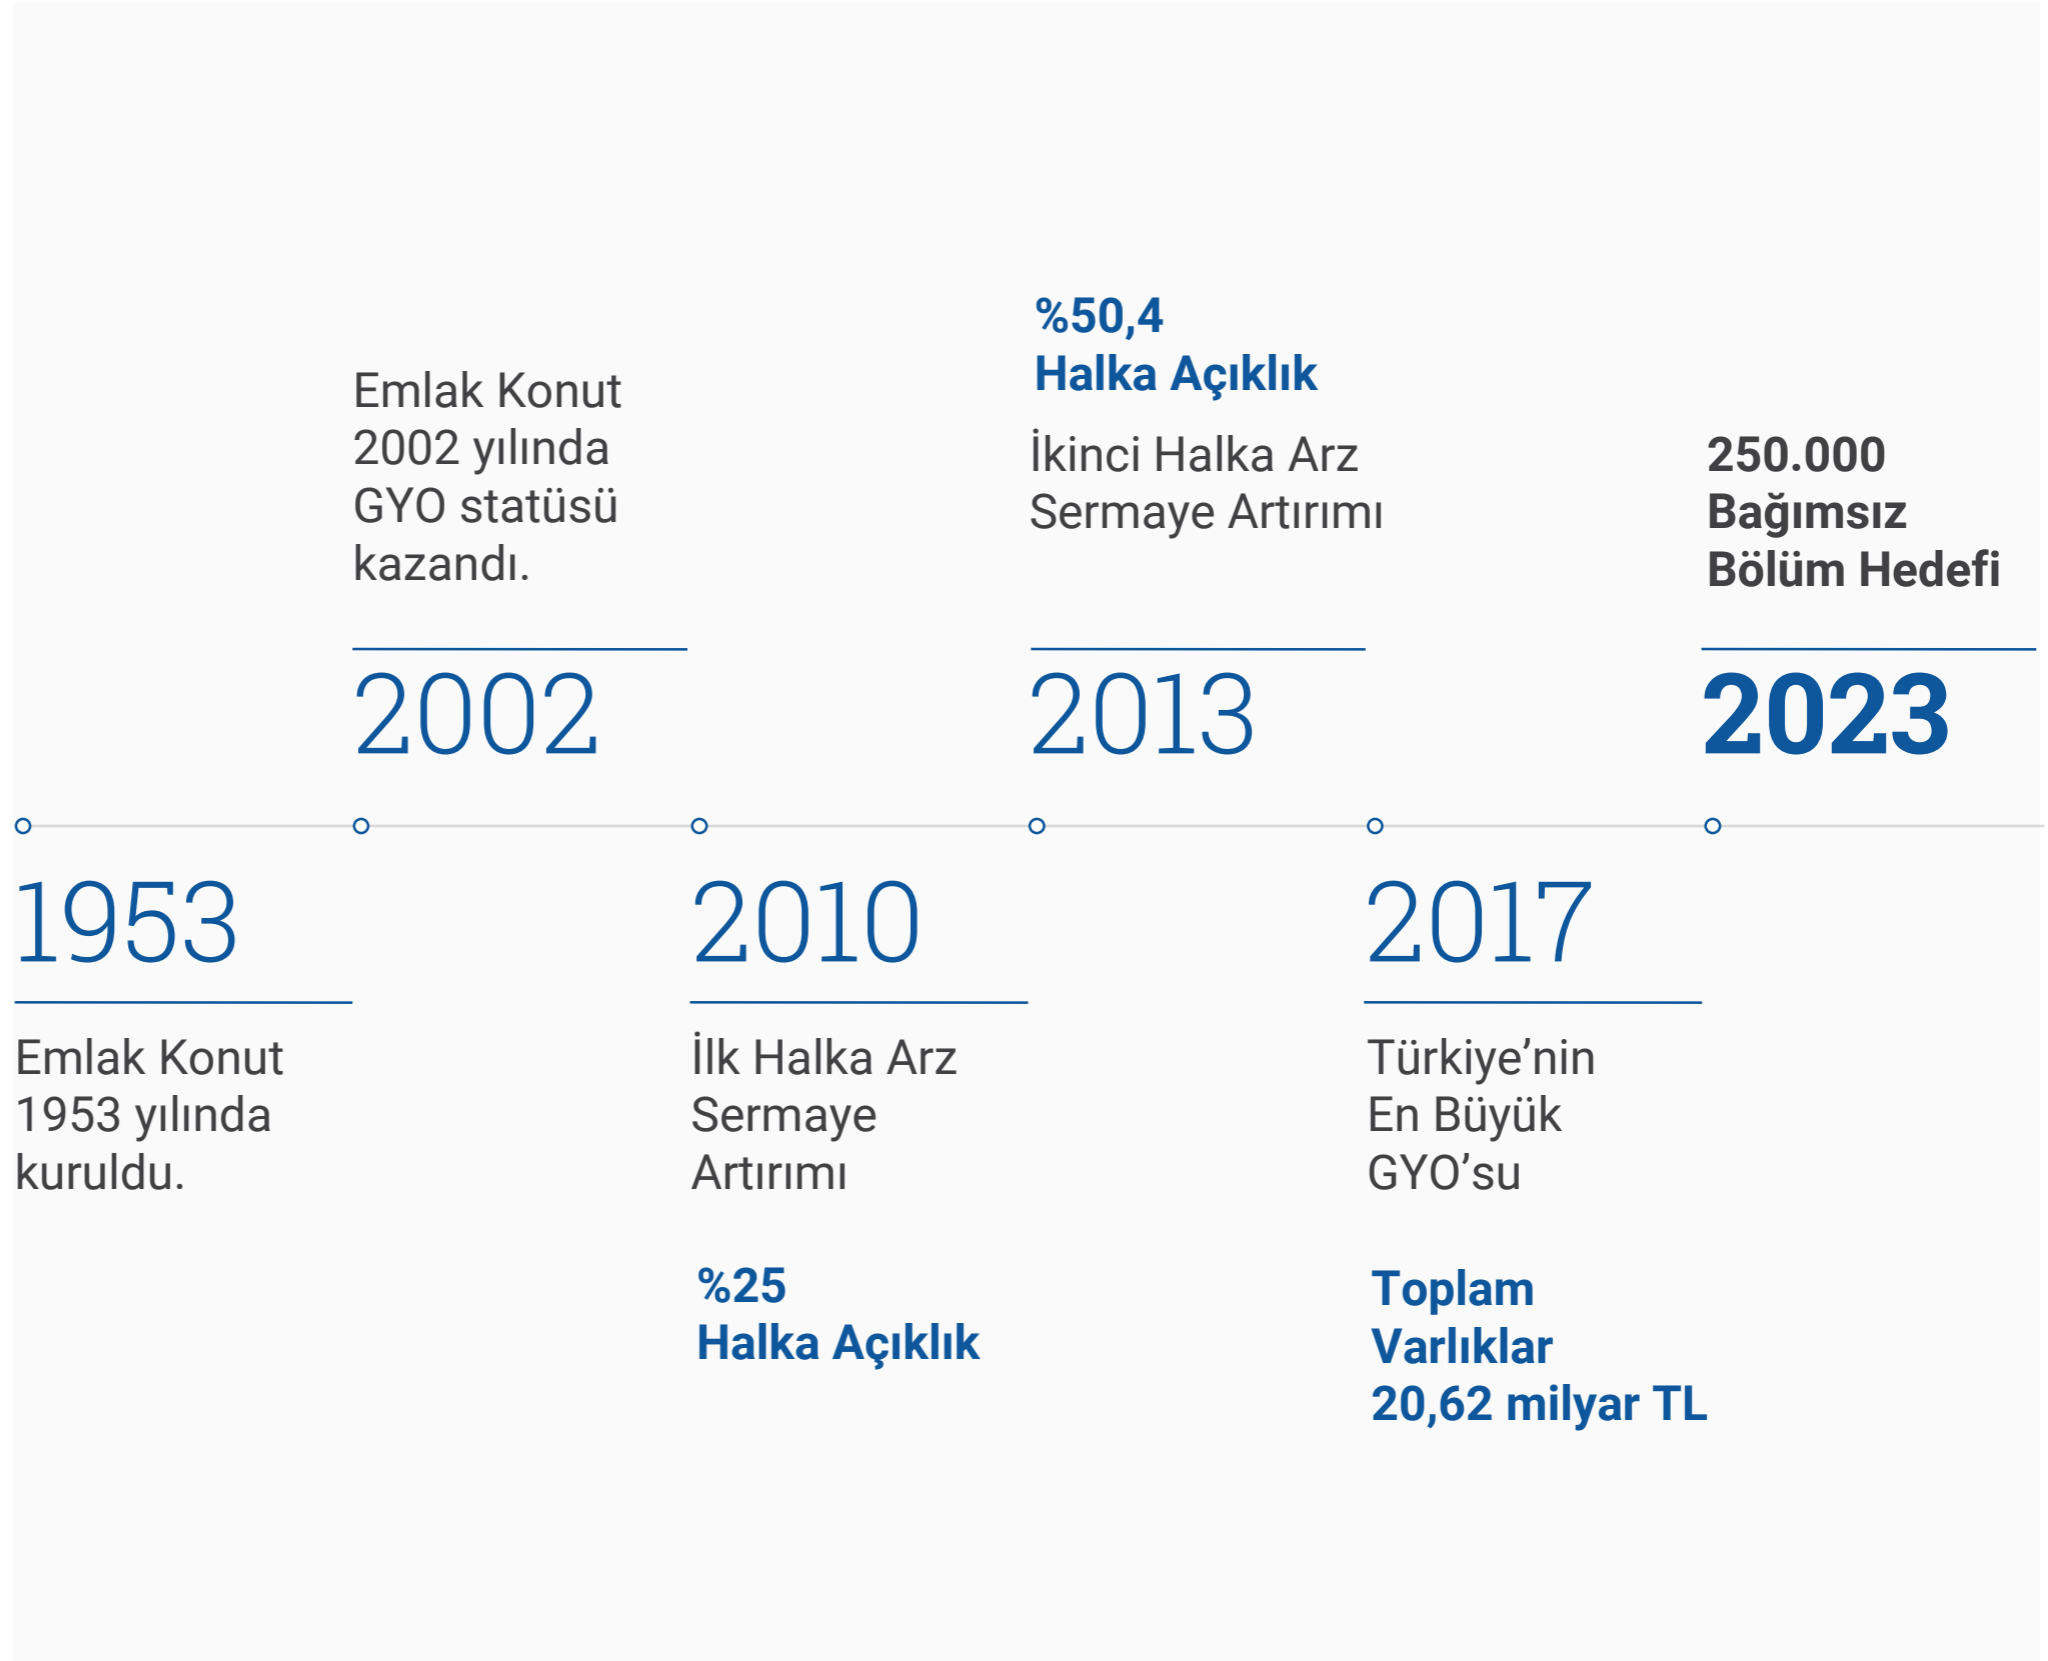 1953
Emlak Konut
1953 yılında
kuruldu.
Emlak Konut
2002 yılında
GYO statüsü
kazandı.
2002
2010
İlk Halka Arz
Sermaye
Artırımı
%25
Halka Açıklık
%50,4
Halka Açıklık
İkinci Halka Arz
Sermaye Artırımı
2013
2017
Türkiye’nin
En Büyük
GYO’su
Toplam
Varlıklar
20,62 milyar TL
250.000
Bağımsız
Bölüm Hedefi
2023